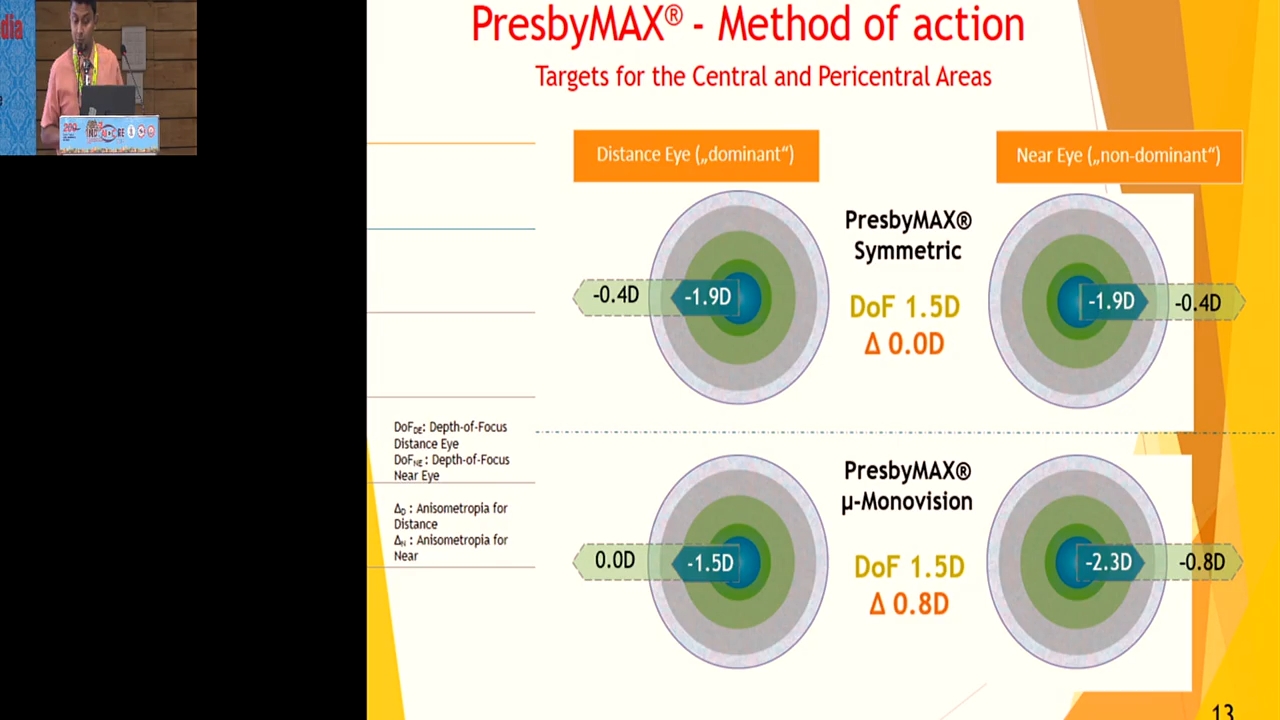 dia
PresbyMAX® - Method of action
Targets for the Central and Pericentral Areas
Distance Eye („dominant“)
Near Eye („non-dominant“)
PresbyMAX®
Symmetric
-0.4D
-1.9D
DoF 1.5D
Δ 0.0D
-1.9D
-0.4D
DoF_DE: Depth-of-Focus
Distance Eye
DoF_NE : Depth-of-Focus
Near Eye
Δ_D : Anisometropia for
Distance
Δ_N : Anisometropia for
Near
PresbyMAX®
µ-Monovision
0.0D
-1.5D
DoF 1.5D
Δ 0.8D
-2.3D
-0.8D
13